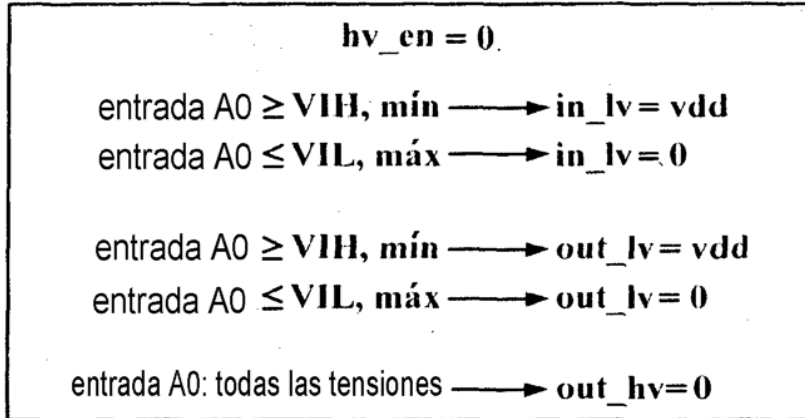 hv_en = 0.
entrada A0 ≥ VIH, mín ⟶ in_lv= vdd
entrada A0 ≤ VIL, máx ⟶ in_lv= 0
entrada A0 ≥ VIH, mín ⟶ out_lv= vdd
entrada A0 ≤ VIL, máx ⟶ out_lv= 0
entrada A0: todas las tensiones ⟶ out_hv=0